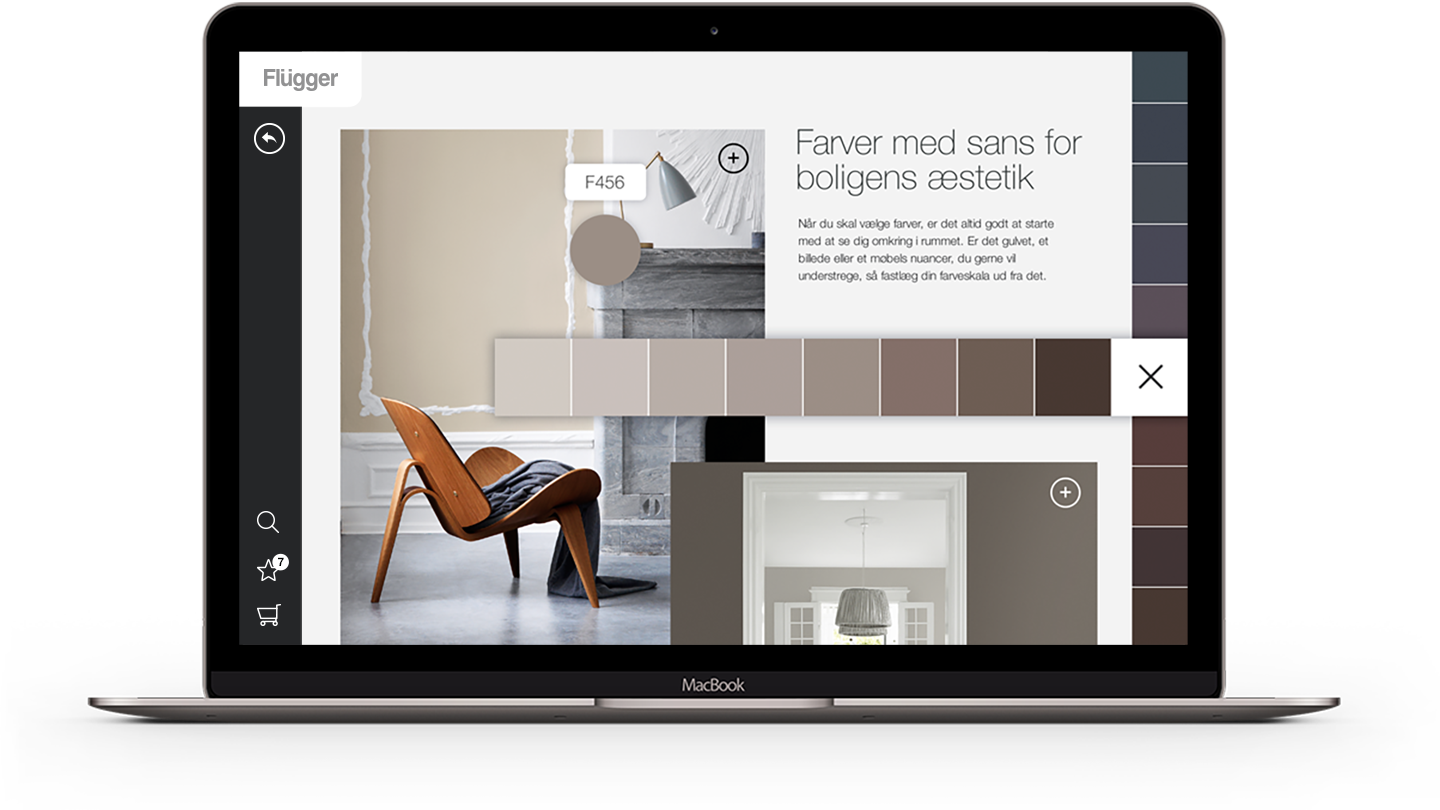 Flügger
F456
Farver med sans for
boligens æstetik
Når du skal vælge farver, er det altid godt at starte
med at se dig omkring i rummet. Er det gulvet, et
billede eller et møbels nuancer, du gerne vil
understrege, så fastlæg din farveskala ud fra det.
7
MacBook